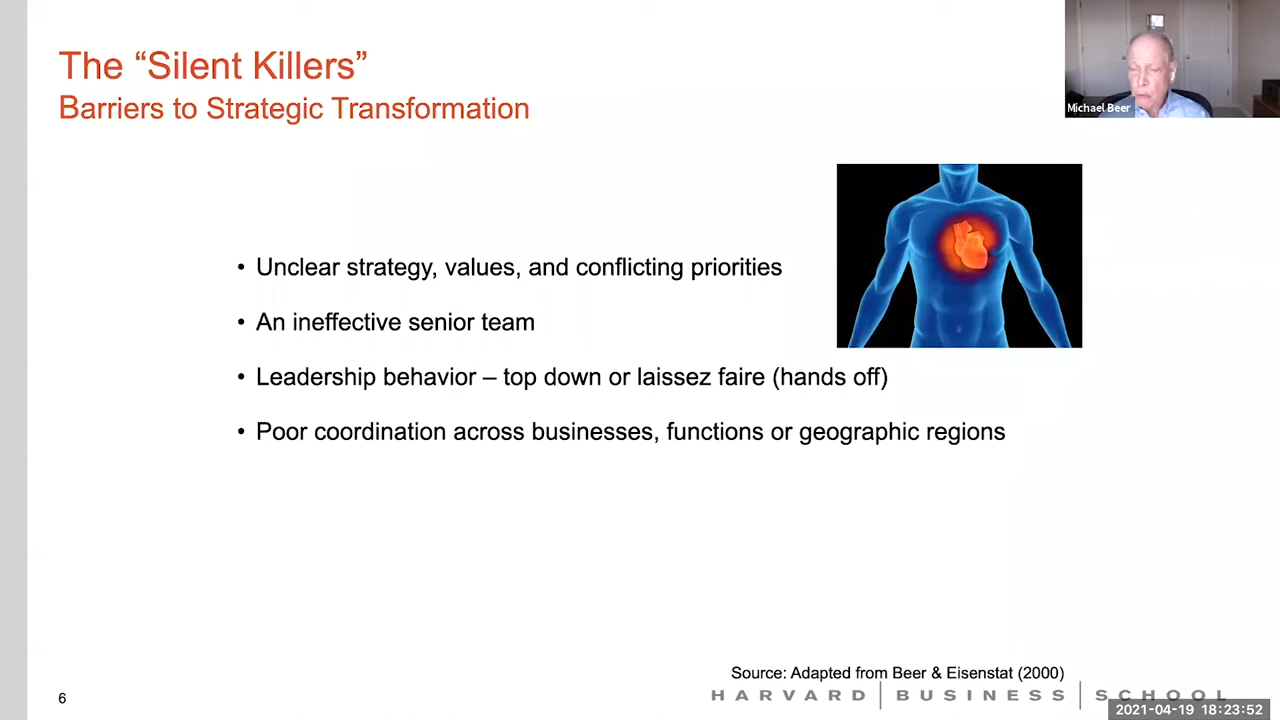 The “Silent Killers”
Barriers to Strategic Transformation
Michael Beer
• Unclear strategy, values, and conflicting priorities
• An ineffective senior team
• Leadership behavior – top down or laissez faire (hands off)
• Poor coordination across businesses, functions or geographic regions
Source: Adapted from Beer & Eisenstat (2000)
6
HARVARD | BUSINESS | SCHOOL
2021-04-19 18:23:52